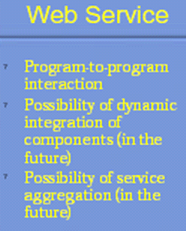 Web Service
? Program-to-program
interaction
? Possibility of dynamic
integration of
components (in the
future)
? Possibility of service
aggregation (in the
future)